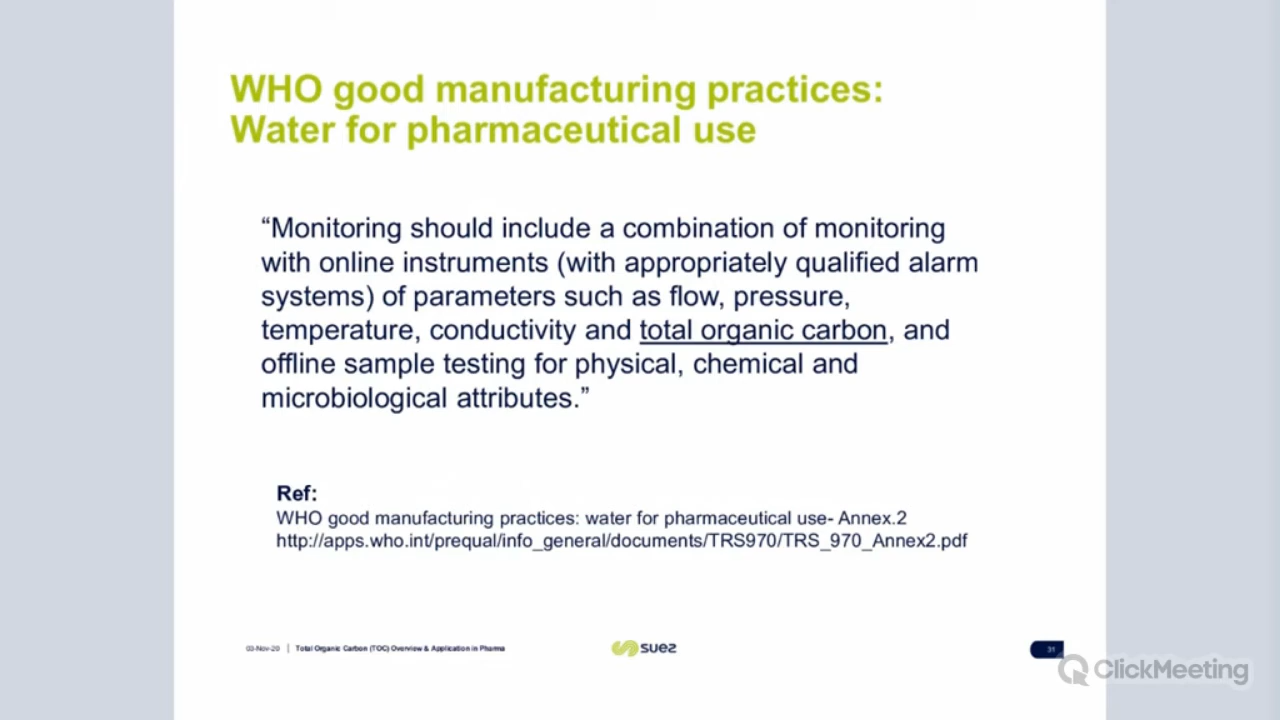 WHO good manufacturing practices:
Water for pharmaceutical use
“Monitoring should include a combination of monitoring
with online instruments (with appropriately qualified alarm
systems) of parameters such as flow, pressure,
temperature, conductivity and total organic carbon, and
offline sample testing for physical, chemical and
microbiological attributes.”
Ref:
WHO good manufacturing practices: water for pharmaceutical use- Annex.2
http://apps.who.int/prequal/info_general/documents/TRS970/TRS_970_Annex2.pdf
03-Nov-20 | Total Organic Carbon (TOC) Overview & Application in Pharma
suez
31
ClickMeeting